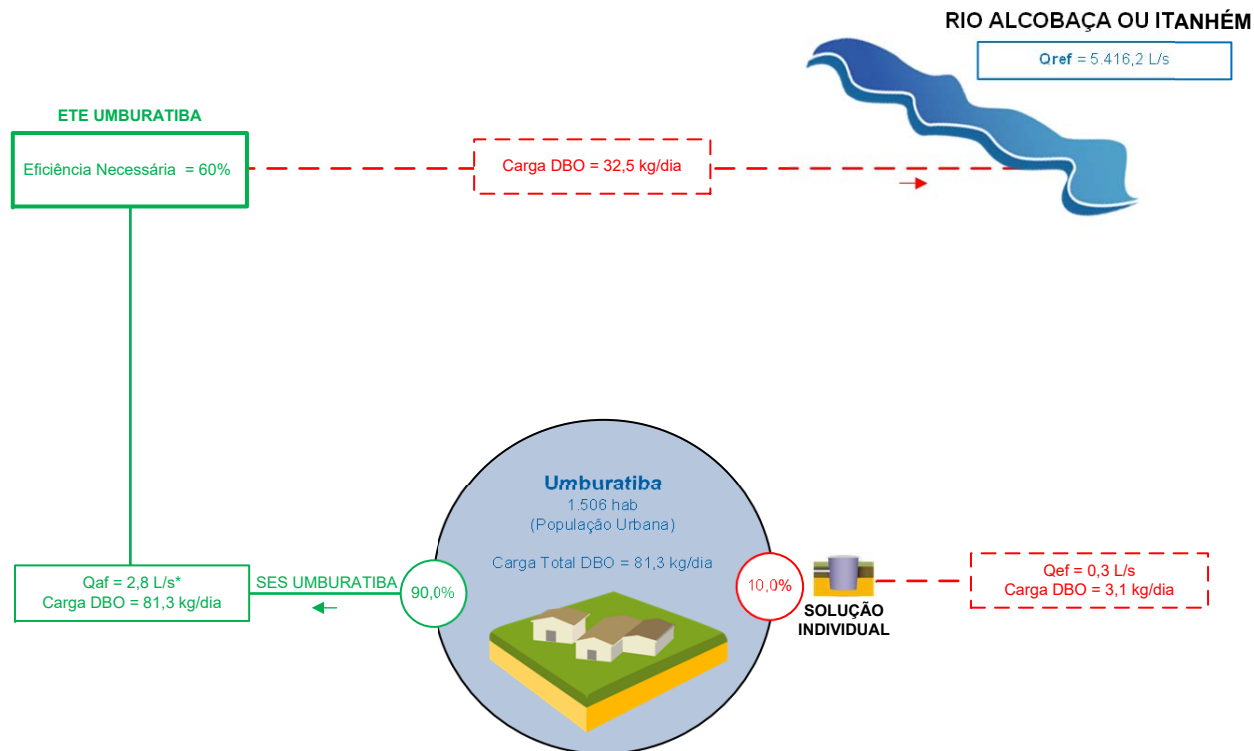 RIO ALCOBAÇA OU ITANHÉM
Qref = 5.416,2 L/s
ETE UMBURATIBA
Eficiência Necessária = 60%
Carga DBO = 32,5 kg/dia
Umburatiba
1.506 hab
(População Urbana)
Carga Total DBO = 81,3 kg/dia
Qaf = 2,8 L/s*
Carga DBO = 81,3 kg/dia
SES UMBURATIBA
90,0%
10,0%
SOLUÇÃO
INDIVIDUAL
Qef = 0,3 L/s
Carga DBO = 3,1 kg/dia